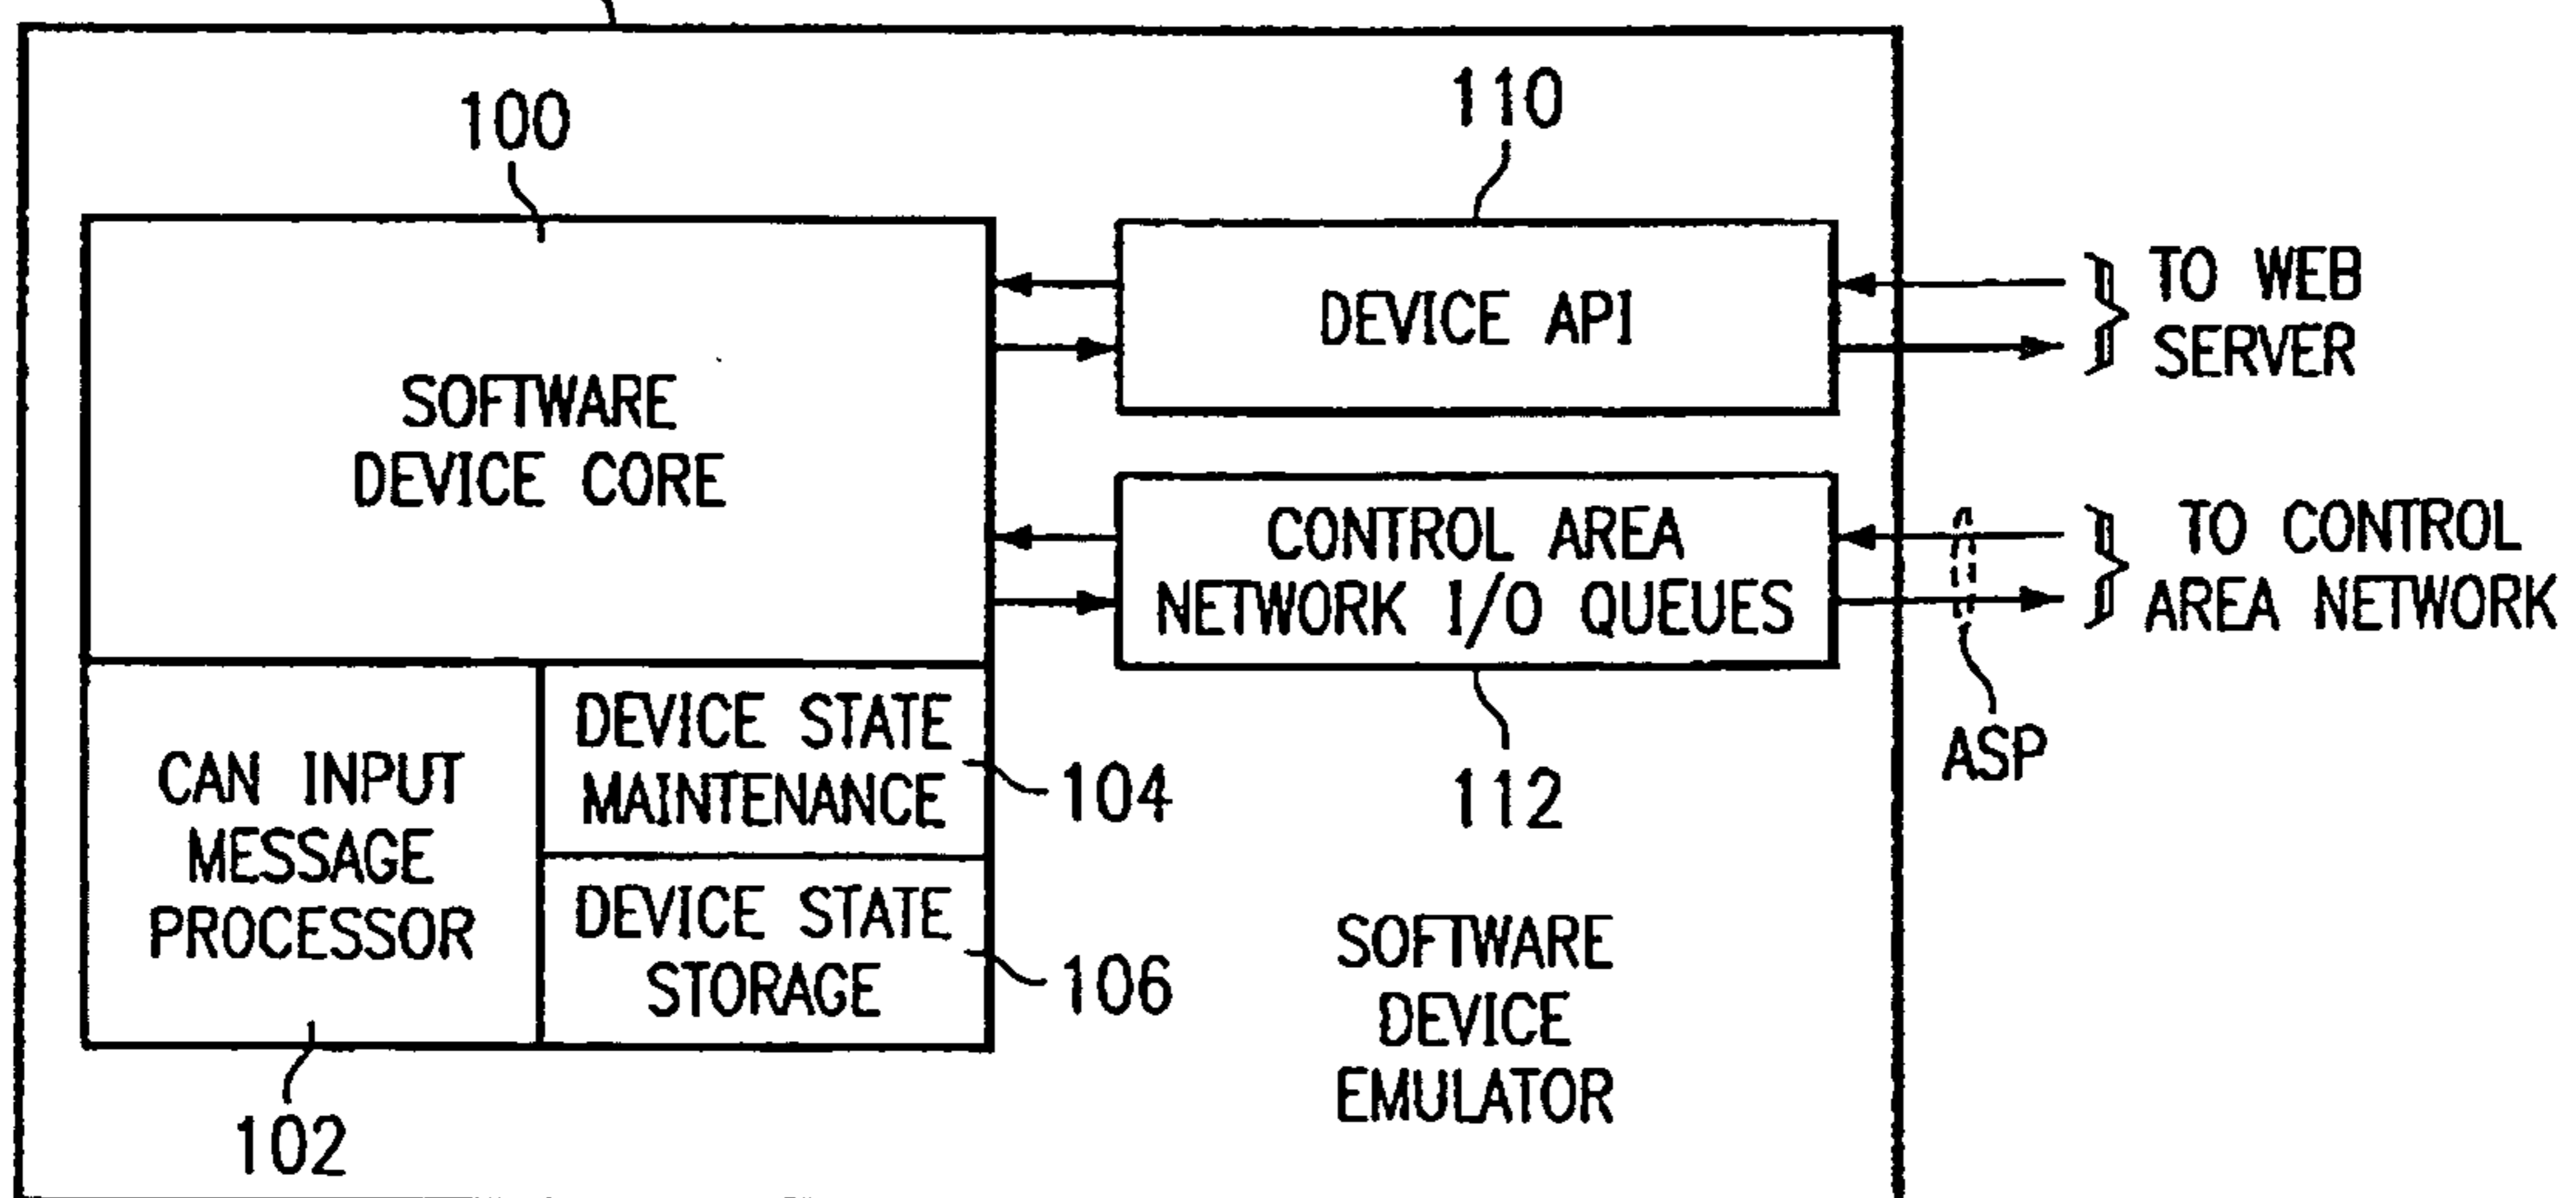 100
110
SOFTWARE
DEVICE CORE
DEVICE API
TO WEB
SERVER
CONTROL AREA
NETWORK I/O QUEUES
TO CONTROL
AREA NETWORK
ASP
112
CAN INPUT
MESSAGE
PROCESSOR
DEVICE STATE
MAINTENANCE
104
DEVICE STATE
STORAGE
106
102
SOFTWARE
DEVICE
EMULATOR